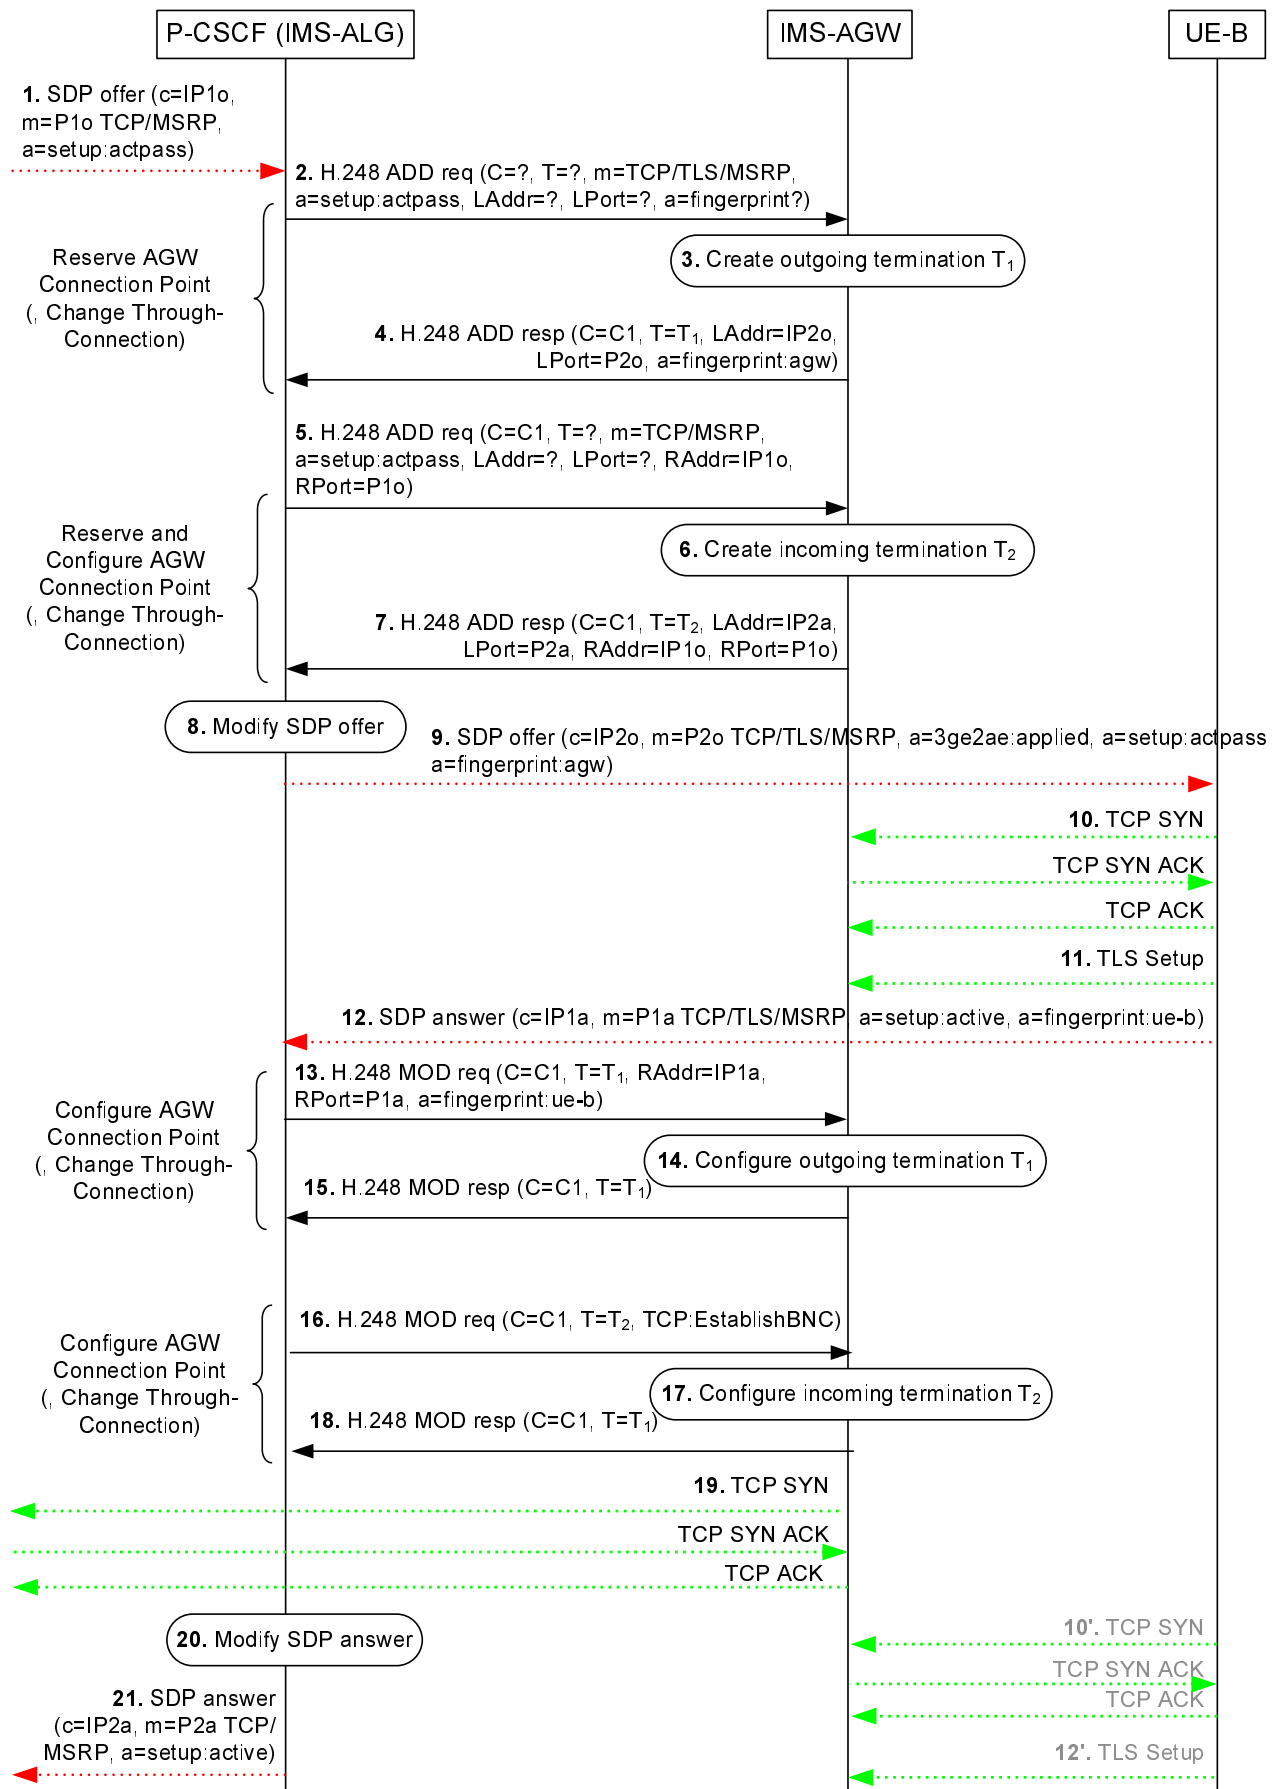 P-CSCF (IMS-ALG)
IMS-AGW
UE-B
1. SDP offer (c=IP1o,
m=P1o TCP/MSRP,
a=setup:actpass)
2. H.248 ADD req (C=?, T=?, m=TCP/TLS/MSRP,
a=setup:actpass, LAddr=?, LPort=?, a=fingerprint?)
Reserve AGW
Connection Point
(, Change Through-
Connection)
3. Create outgoing termination T1
4. H.248 ADD resp (C=C1, T=T1, LAddr=IP2o,
LPort=P2o, a=fingerprint:agw)
5. H.248 ADD req (C=C1, T=?, m=TCP/MSRP,
a=setup:actpass, LAddr=?, LPort=?, RAddr=IP1o,
RPort=P1o)
Reserve and
Configure AGW
Connection Point
(, Change Through-
Connection)
6. Create incoming termination T2
7. H.248 ADD resp (C=C1, T=T2, LAddr=IP2a,
LPort=P2a, RAddr=IP1o, RPort=P1o)
8. Modify SDP offer
9. SDP offer (c=IP2o, m=P2o TCP/TLS/MSRP, a=3ge2ae:applied, a=setup:actpass
a=fingerprint:agw)
10. TCP SYN
TCP SYN ACK
TCP ACK
11. TLS Setup
12. SDP answer (c=IP1a, m=P1a TCP/TLS/MSRP, a=setup:active, a=fingerprint:ue-b)
13. H.248 MOD req (C=C1, T=T1, RAddr=IP1a,
RPort=P1a, a=fingerprint:ue-b)
Configure AGW
Connection Point
(, Change Through-
Connection)
14. Configure outgoing termination T1
15. H.248 MOD resp (C=C1, T=T1)
16. H.248 MOD req (C=C1, T=T2, TCP:EstablishBNC)
Configure AGW
Connection Point
(, Change Through-
Connection)
17. Configure incoming termination T2
18. H.248 MOD resp (C=C1, T=T1)
19. TCP SYN
TCP SYN ACK
TCP ACK
20. Modify SDP answer
10'. TCP SYN
TCP SYN ACK
TCP ACK
21. SDP answer
(c=IP2a, m=P2a TCP/
MSRP, a=setup:active)
12'. TLS Setup